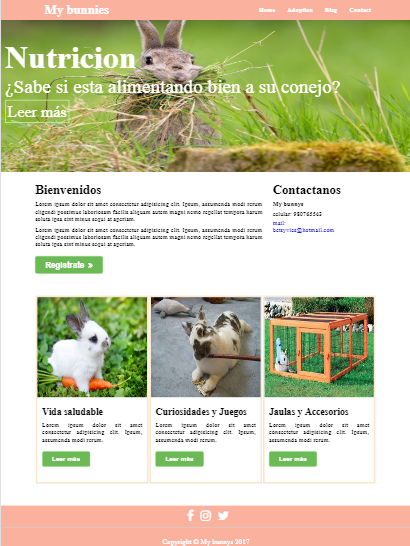 My bunnies
Home Adoption Blog Contact
Nutricion
¿Sabe si esta alimentando bien a su conejo?
Leer más
Bienvenidos
Lorem ipsum dolor sit amet consectetur adipisicing elit. Ipsum, assumenda modi rerum
eligendi possimus laboriosam facilis aliquam autem magni nemo repellat tempora harum
soluta ipsa sint minus sequi at aperiam.
Lorem ipsum dolor sit amet consectetur adipisicing elit. Ipsum, assumenda modi rerum
eligendi possimus laboriosam facilis aliquam autem magni nemo repellat tempora harum
soluta ipsa sint minus sequi at aperiam.
Registrate »
Contactanos
My bunnys
celular: 980765563
mail:
betsyvice@hotmail.com
Vida saludable
Lorem ipsum dolor sit amet
consectetur adipisicing elit. Ipsum,
assumenda modi rerum.
Leer más
Curiosidades y Juegos
Lorem ipsum dolor sit amet
consectetur adipisicing elit. Ipsum,
assumenda modi rerum.
Leer más
Jaulas y Accesorios
Lorem ipsum dolor sit amet
consectetur adipisicing elit. Ipsum,
assumenda modi rerum.
Leer más
Copyright © My bunnys 2017